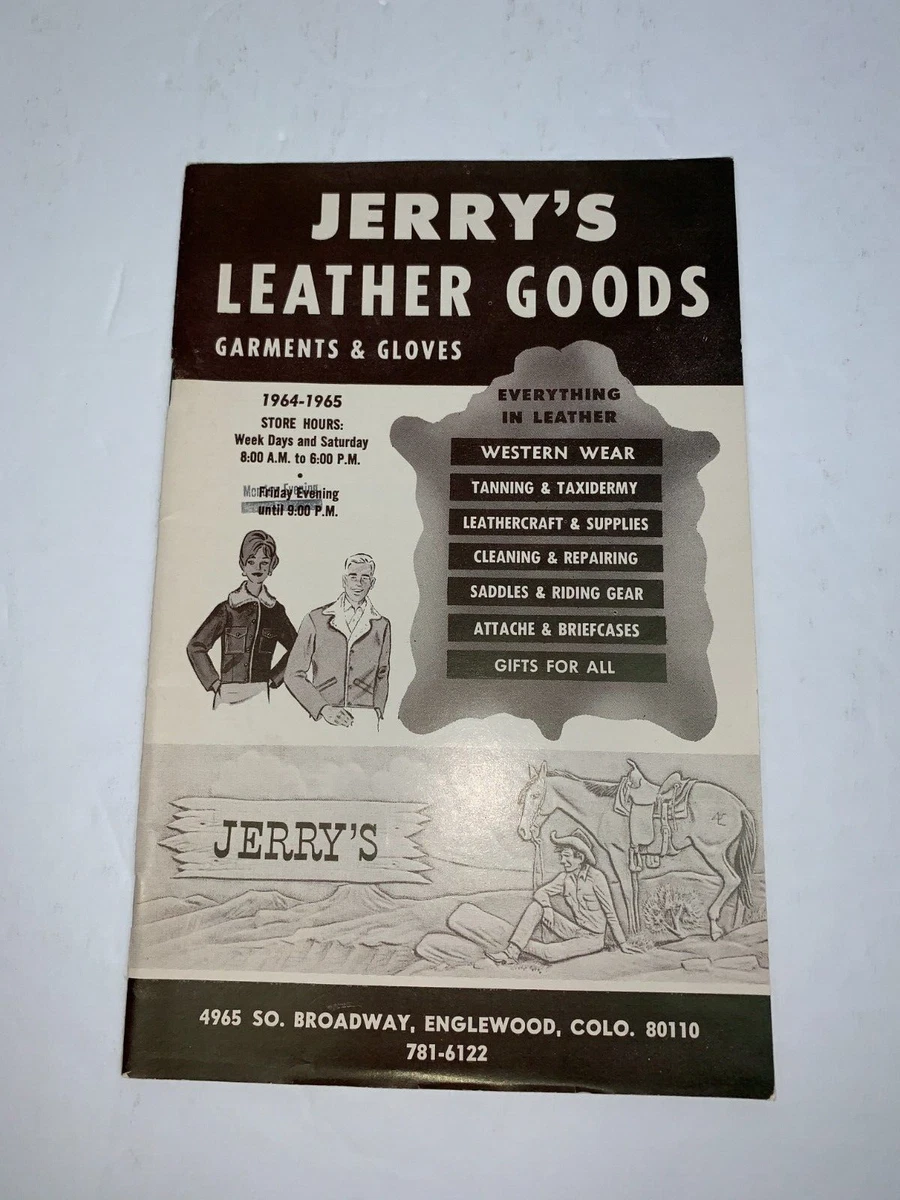 JERRY'S
LEATHER GOODS
GARMENTS & GLOVES
1964-1965
STORE HOURS:
Week Days and Saturday
8:00 A.M. to 6:00 P.M.
•
Monday Evening
Friday Evening
until 9:00 P.M.
EVERYTHING
IN LEATHER
WESTERN WEAR
TANNING & TAXIDERMY
LEATHERCRAFT & SUPPLIES
CLEANING & REPAIRING
SADDLES & RIDING GEAR
ATTACHE & BRIEFCASES
GIFTS FOR ALL
JERRY'S
4965 SO. BROADWAY, ENGLEWOOD, COLO. 80110
781-6122